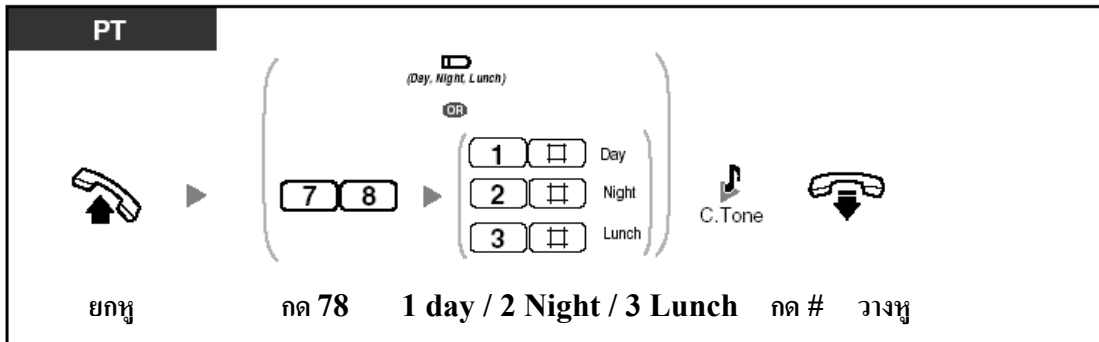 PT
(Day, Night, Lunch)
OR
1 # Day
7 8 2 # Night
3 # Lunch
C.Tone
ยกหู กด 78 1 day / 2 Night / 3 Lunch กด # วางหู